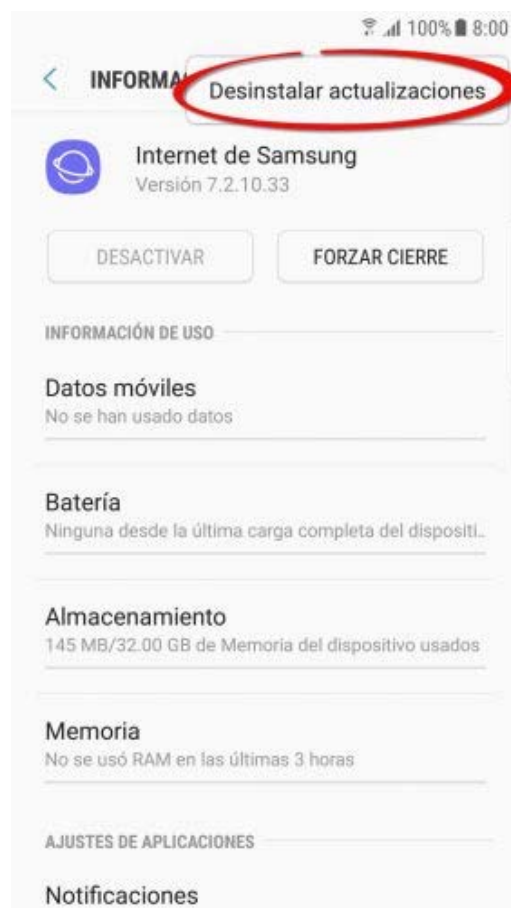 100% 8:00
INFORMA
Desinstalar actualizaciones
Internet de Samsung
Versión 7.2.10.33
DESACTIVAR
FORZAR CIERRE
INFORMACIÓN DE USO
Datos móviles
No se han usado datos
Batería
Ninguna desde la última carga completa del dispositi..
Almacenamiento
145 MB/32.00 GB de Memoria del dispositivo usados
Memoria
No se usó RAM en las últimas 3 horas
AJUSTES DE APLICACIONES
Notificaciones